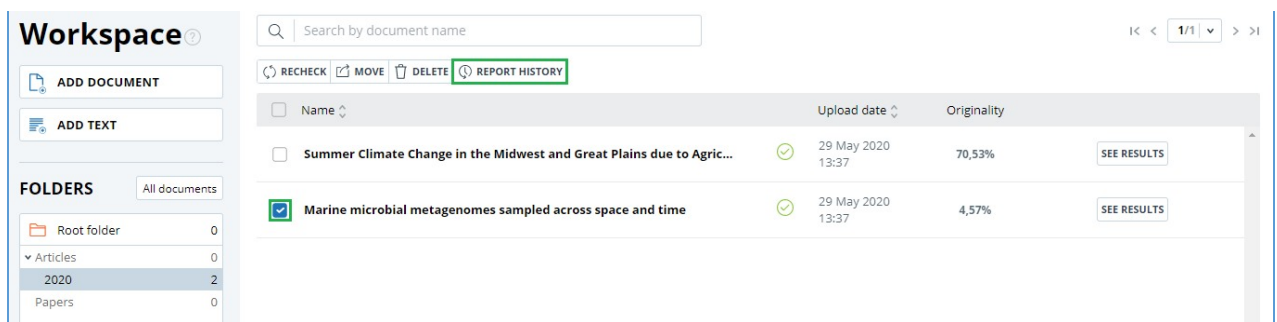 Workspace
ADD DOCUMENT
ADD TEXT
FOLDERS All documents
Root folder 0
Articles 0
2020 2
Papers 0
Search by document name
1/1
RECHECK MOVE DELETE REPORT HISTORY
Name Upload date Originality
Summer Climate Change in the Midwest and Great Plains due to Agric... 29 May 2020 13:37 70,53% SEE RESULTS
Marine microbial metagenomes sampled across space and time 29 May 2020 13:37 4,57% SEE RESULTS